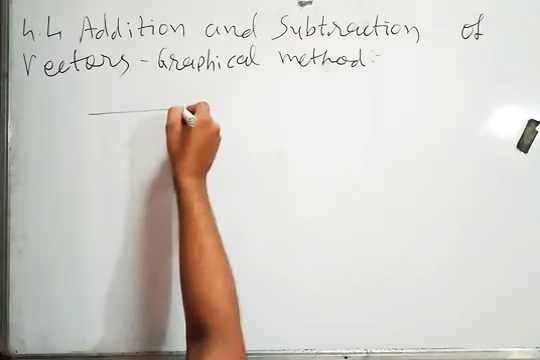 4.4 Addition and Subtraction of
Vectors - Graphical method:-